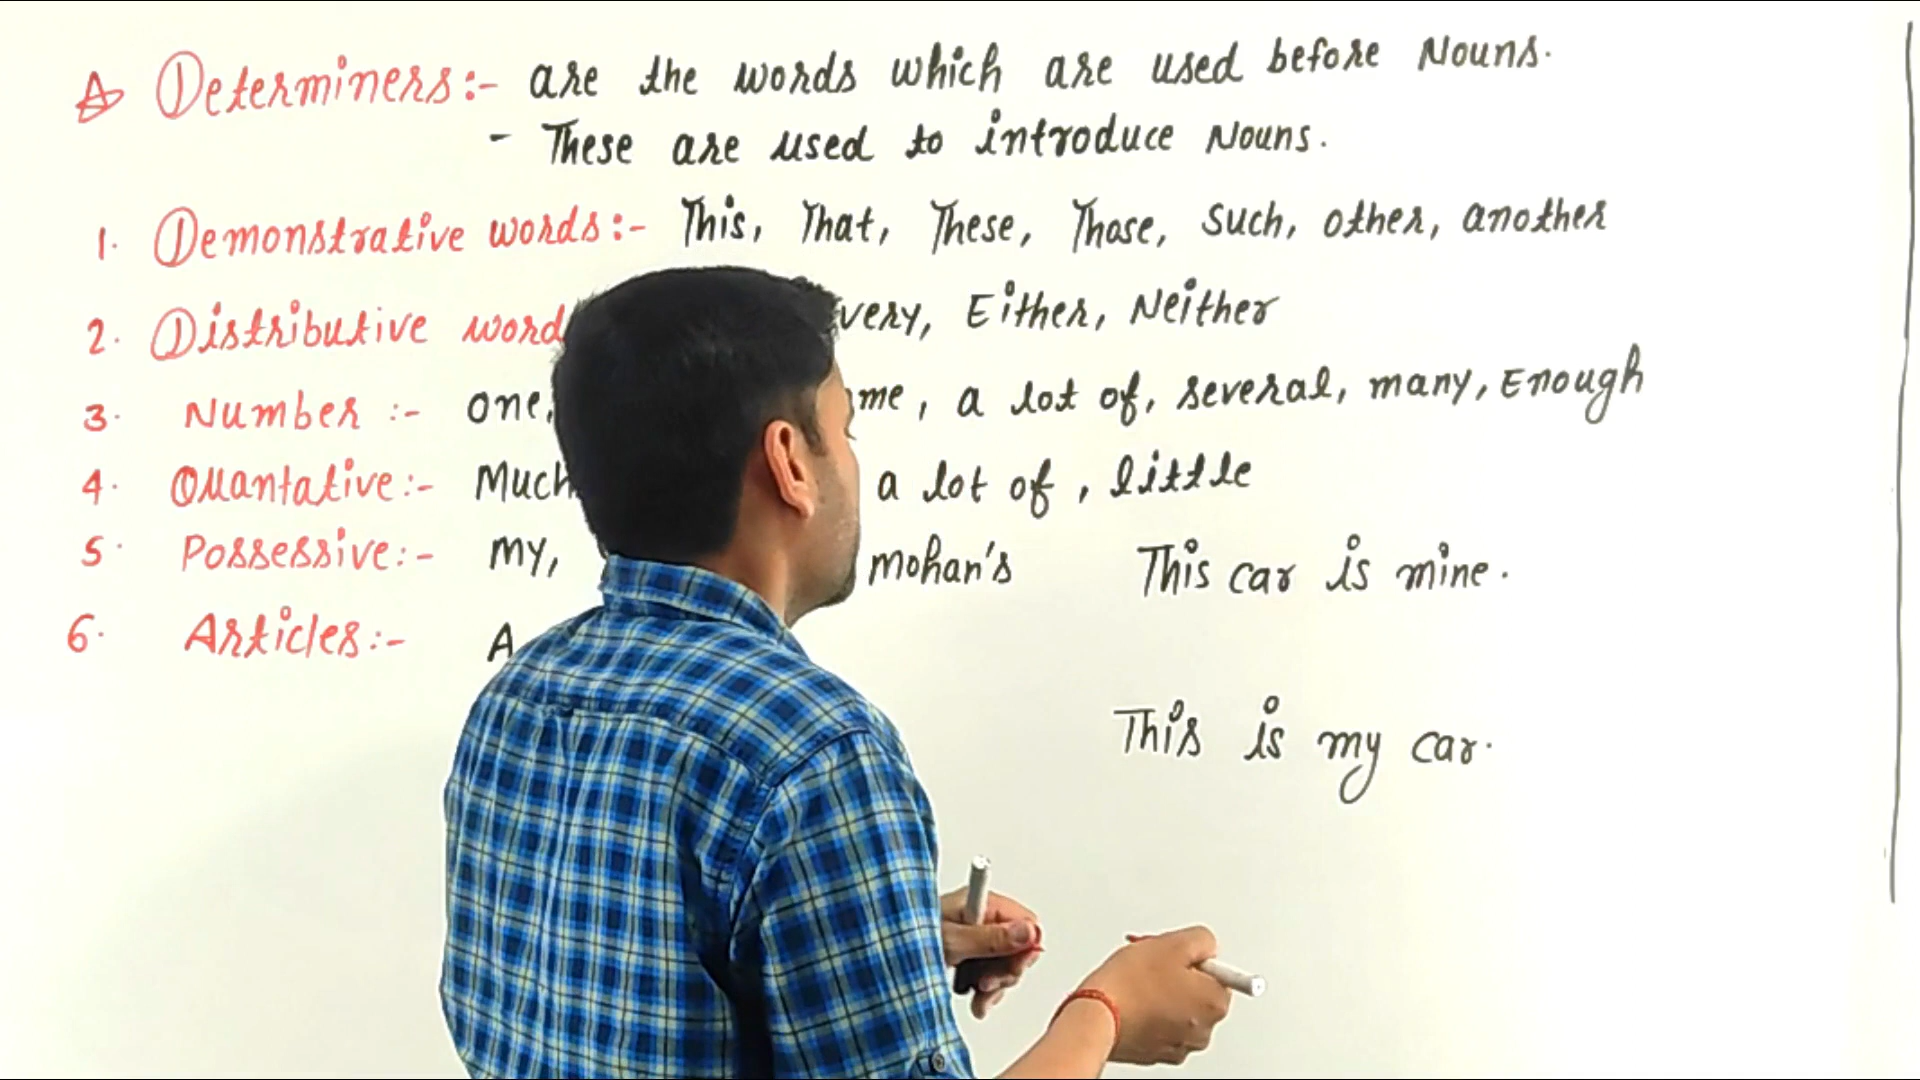 Determiners:- are the words which are used before Nouns.
- These are used to introduce Nouns.
1. Demonstrative words:- This, That, These, Those, such, other, another
2. Distributive word very, Either, Neither
3. Number :- one, me, a lot of, several, many, Enough
4. Quantative:- Much a lot of, little
5. Possessive:- my, mohan's This car is mine.
6. Articles:- A
This is my car.